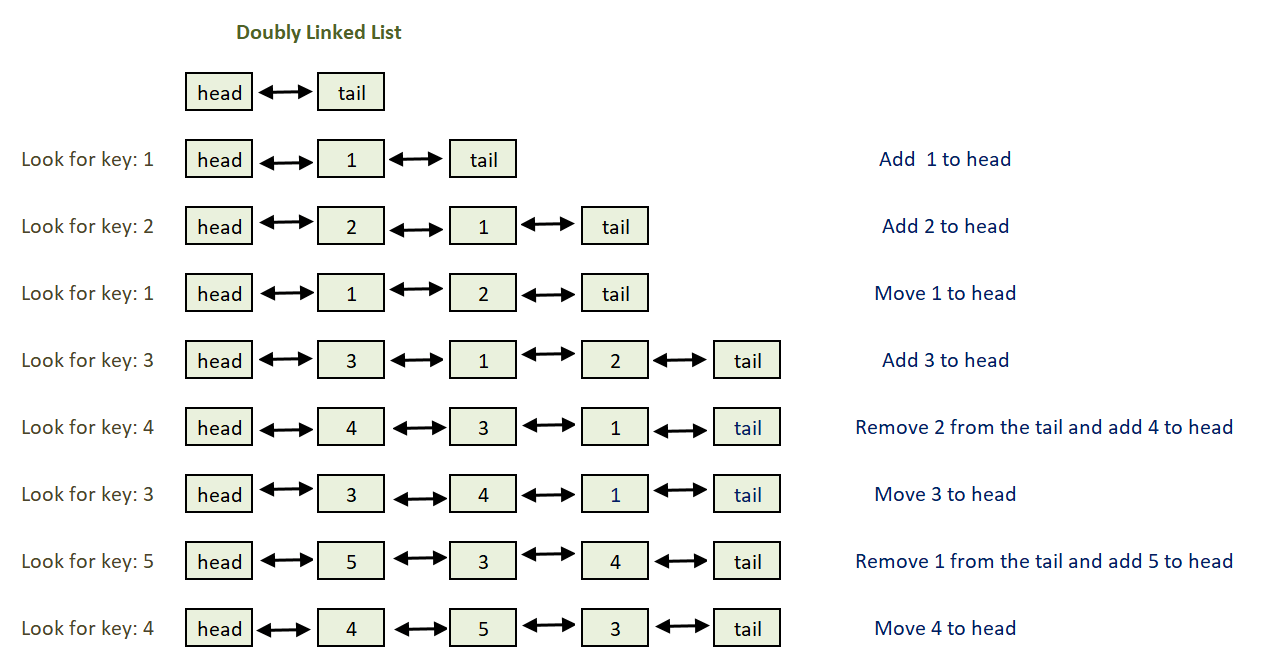 Doubly Linked List
head tail
Look for key: 1 head 1 tail Add 1 to head
Look for key: 2 head 2 1 tail Add 2 to head
Look for key: 1 head 1 2 tail Move 1 to head
Look for key: 3 head 3 1 2 tail Add 3 to head
Look for key: 4 head 4 3 1 tail Remove 2 from the tail and add 4 to head
Look for key: 3 head 3 4 1 tail Move 3 to head
Look for key: 5 head 5 3 4 tail Remove 1 from the tail and add 5 to head
Look for key: 4 head 4 5 3 tail Move 4 to head